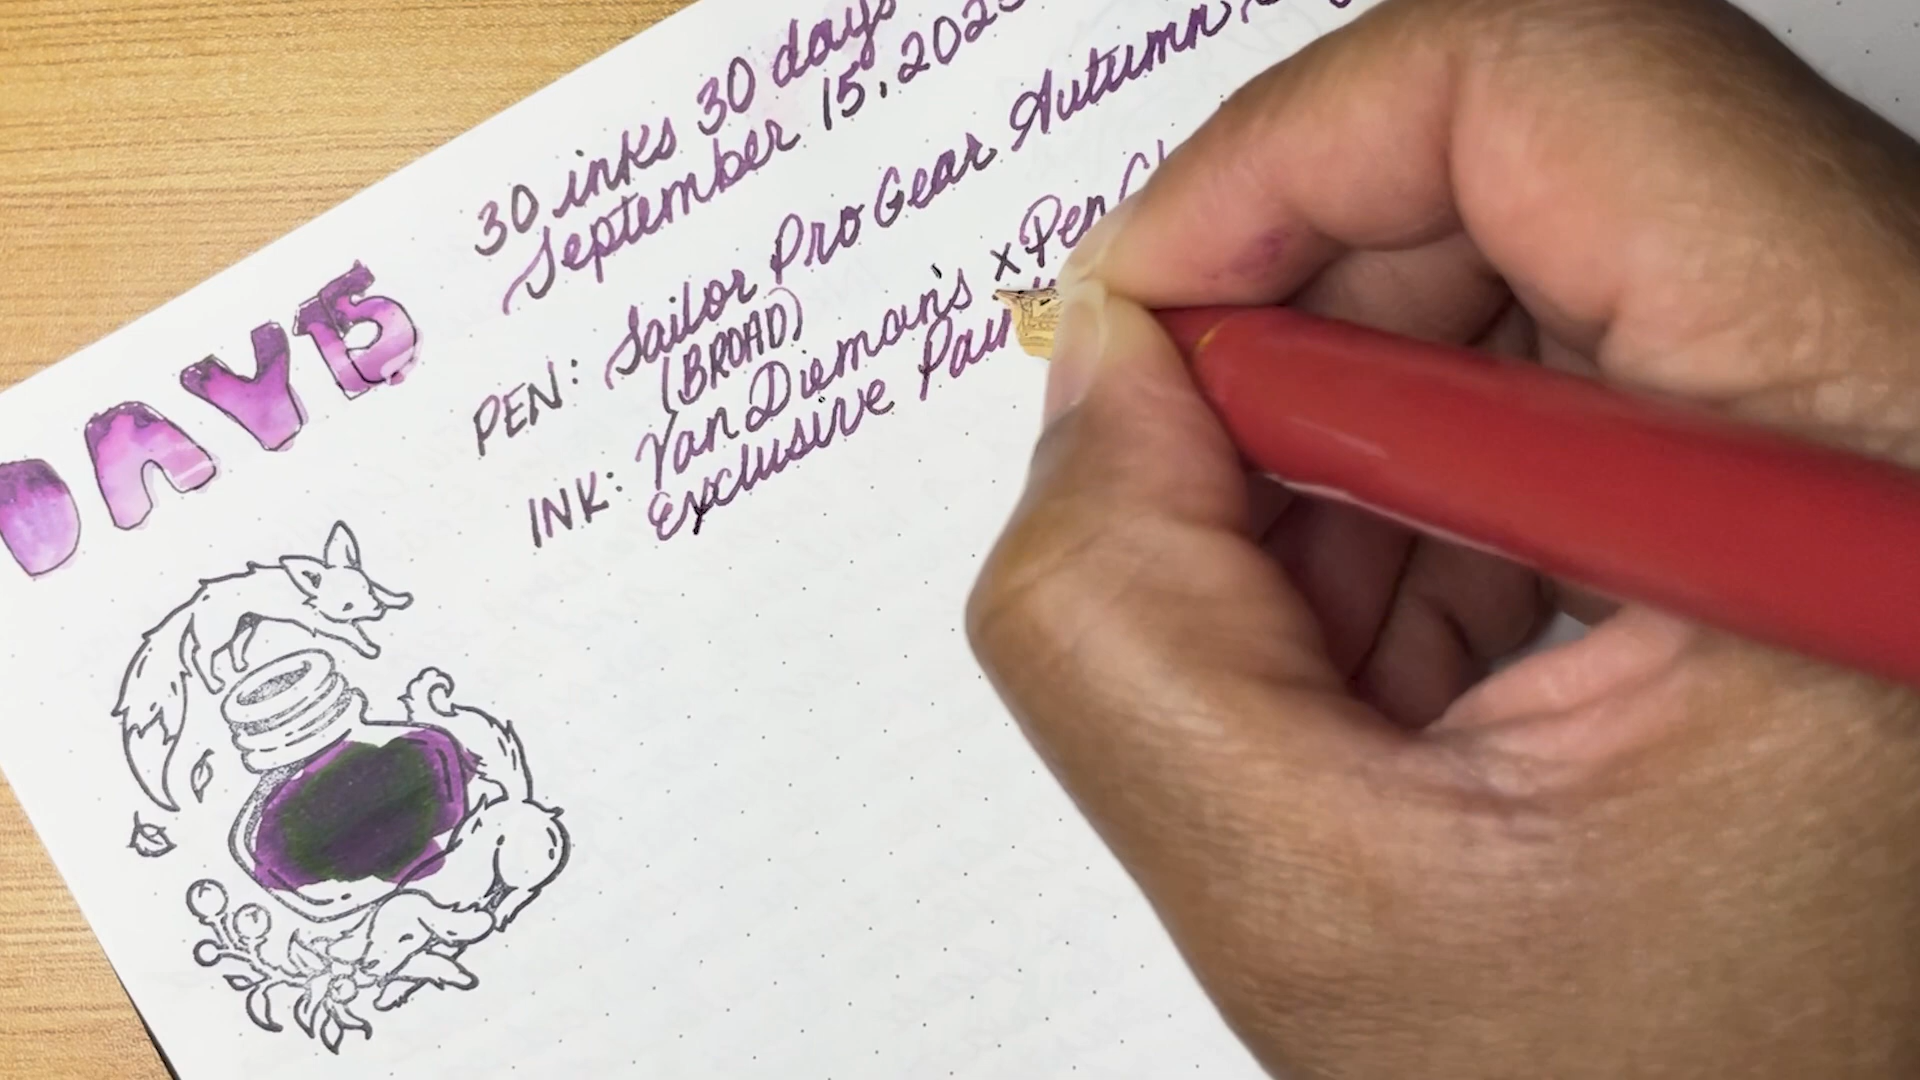 30 inks 30 days
September 15, 202
DAY 15
PEN: Sailor Pro Gear Autumn
(BROAD)
INK: Van Dieman's x Pen
Exclusive